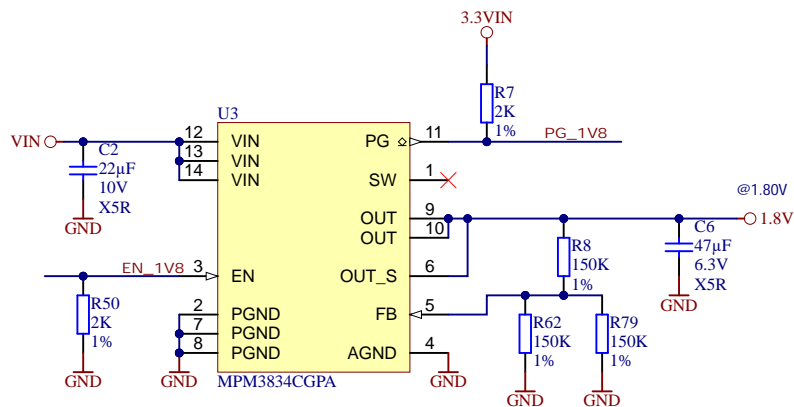 3.3VIN
R7
2K
1%
U3
VIN
C2
22µF
10V
X5R
GND
12
13
14
VIN
VIN
VIN
PG
11
PG_1V8
SW
1
@1.80V
OUT
OUT
9
10
1.8V
C6
47µF
6.3V
X5R
GND
R8
150K
1%
OUT_S
6
EN_1V8
3
EN
R50
2K
1%
GND
2
7
8
PGND
PGND
PGND
GND
FB
5
R62
150K
1%
GND
R79
150K
1%
GND
AGND
4
GND
MPM3834CGPA